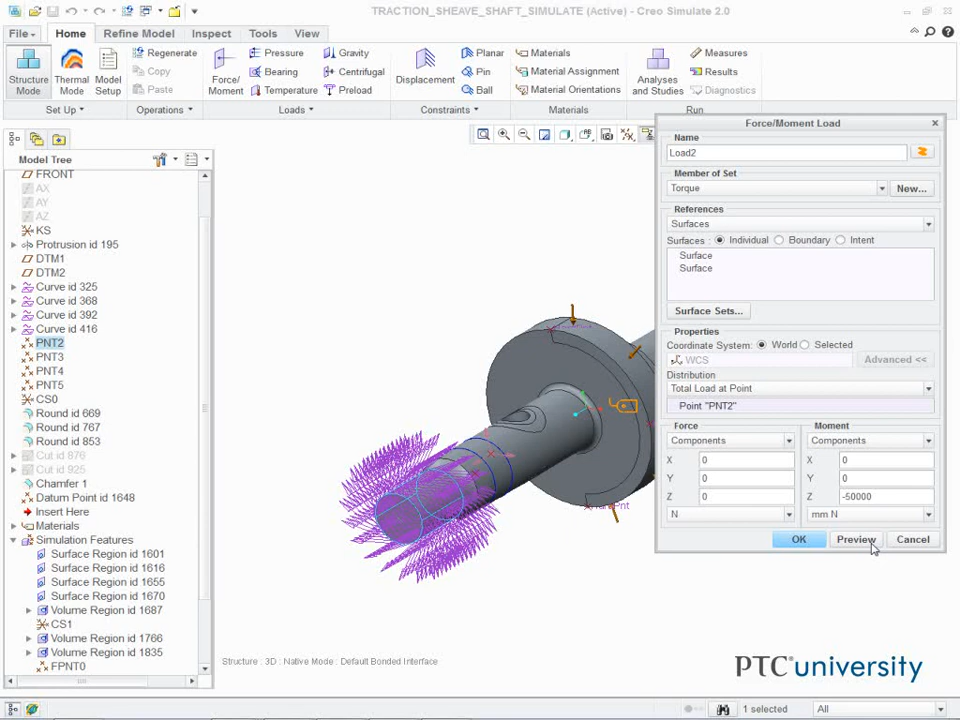 TRACTION_SHEAVE_SHAFT_SIMULATE (Active) - Creo Simulate 2.0
File Home Refine Model Inspect Tools View
Structure Mode
Thermal Mode
Model Setup
Set Up
Regenerate
Copy
Paste
Operations
Force/ Moment
Pressure
Bearing
Temperature
Gravity
Centrifugal
Preload
Loads
Displacement
Planar
Pin
Ball
Constraints
Materials
Material Assignment
Material Orientations
Materials
Analyses and Studies
Measures
Results
Diagnostics
Run
Model Tree
FRONT
AX
AY
AZ
KS
Protrusion id 195
DTM1
DTM2
Curve id 325
Curve id 368
Curve id 392
Curve id 416
PNT2
PNT3
PNT4
PNT5
CS0
Round id 669
Round id 767
Round id 853
Cut id 876
Cut id 925
Chamfer 1
Datum Point id 1648
Insert Here
Materials
Simulation Features
Surface Region id 1601
Surface Region id 1616
Surface Region id 1655
Surface Region id 1670
Volume Region id 1687
CS1
Volume Region id 1766
Volume Region id 1835
FPNT0
Force/Moment Load
Name
Load2
Member of Set
Torque New...
References
Surfaces
Surfaces : Individual Boundary Intent
Surface
Surface
Surface Sets...
Properties
Coordinate System: World Selected
WCS Advanced <<
Distribution
Total Load at Point
Point "PNT2"
Force Moment
Components Components
X 0 X 0
Y 0 Y 0
Z 0 Z -50000
N mm N
OK Preview Cancel
Structure : 3D : Native Mode : Default Bonded Interface
PTC university
1 selected All